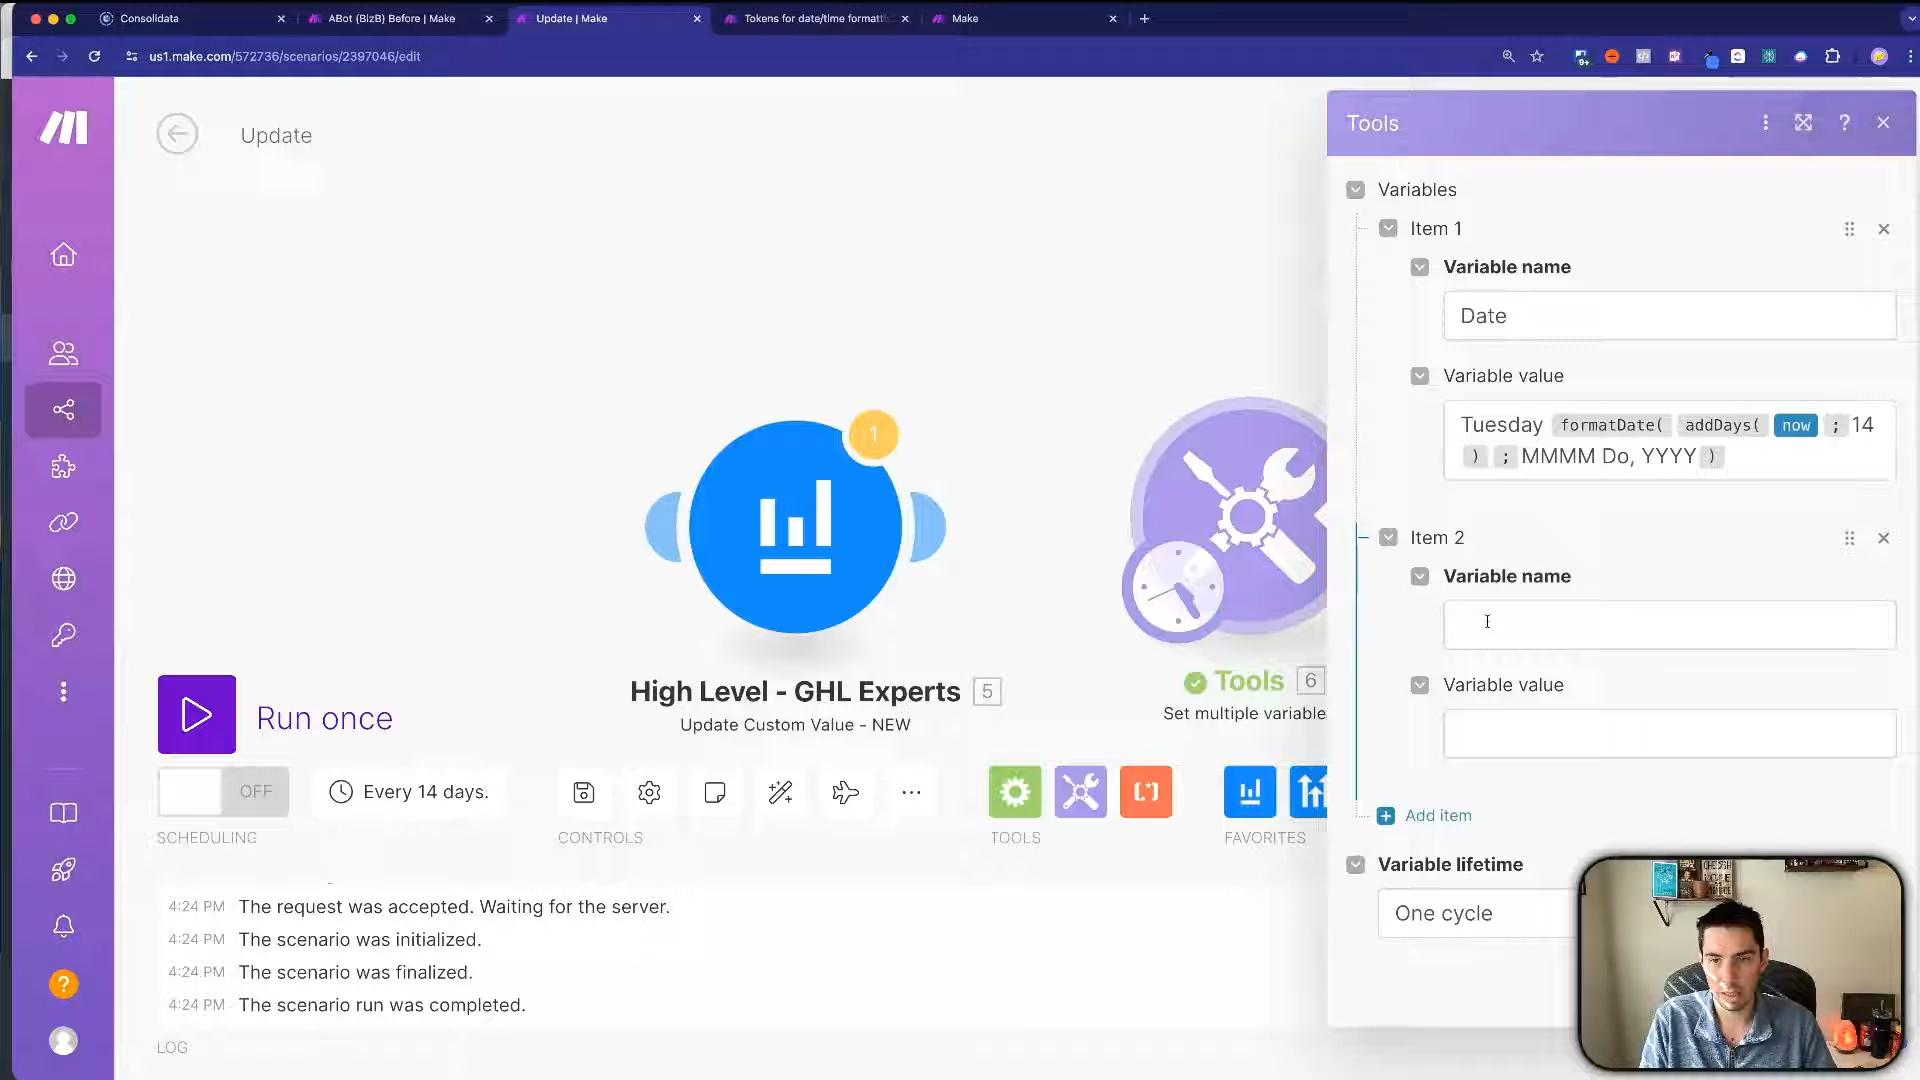 Consolidata
ABot (BizB) Before | Make
Update | Make
Tokens for date/time formatti
Make
us1.make.com/572736/scenarios/2397046/edit
9+
Update
Tools
?
Variables
Item 1
Variable name
Date
Variable value
Tuesday formatDate( addDays( now ; 14
) ; MMMM Do, YYYY )
Item 2
Variable name
Variable value
Add item
Variable lifetime
One cycle
1
High Level - GHL Experts 5
Update Custom Value - NEW
Tools 6
Set multiple variable
Run once
OFF
Every 14 days.
SCHEDULING
CONTROLS
TOOLS
FAVORITES
4:24 PM The request was accepted. Waiting for the server.
4:24 PM The scenario was initialized.
4:24 PM The scenario was finalized.
4:24 PM The scenario run was completed.
LOG
?